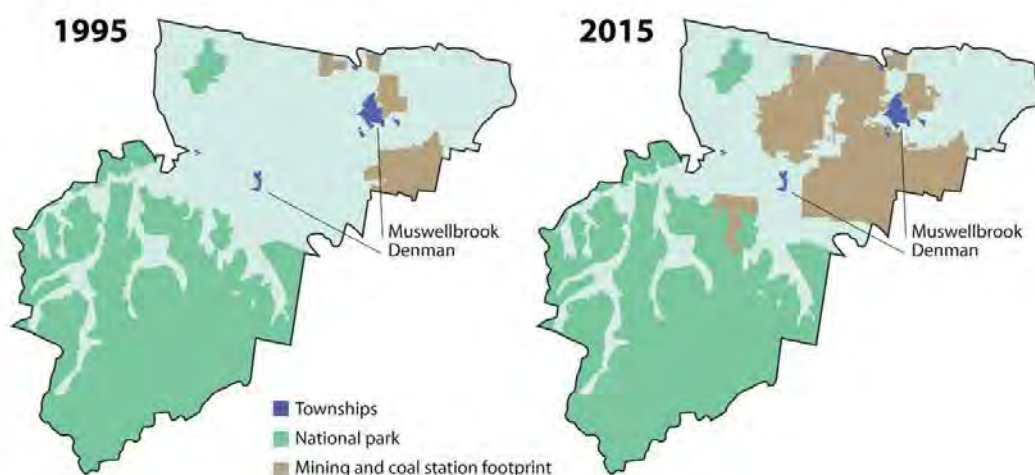 1995
2015
Muswellbrook
Denman
Muswellbrook
Denman
Townships
National park
Mining and coal station footprint